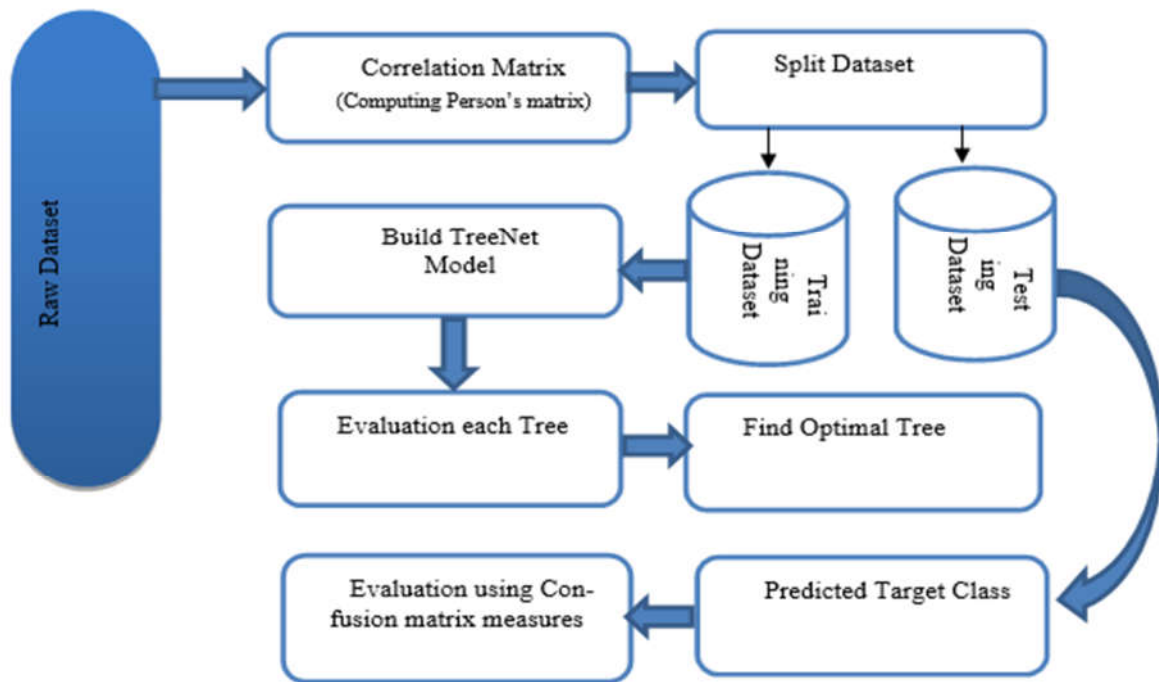 Raw Dataset
Correlation Matrix
(Computing Person's matrix)
Split Dataset
Trai
ning
Dataset
Test
ing
Dataset
Build TreeNet
Model
Evaluation each Tree
Find Optimal Tree
Predicted Target Class
Evaluation using Con-
fusion matrix measures